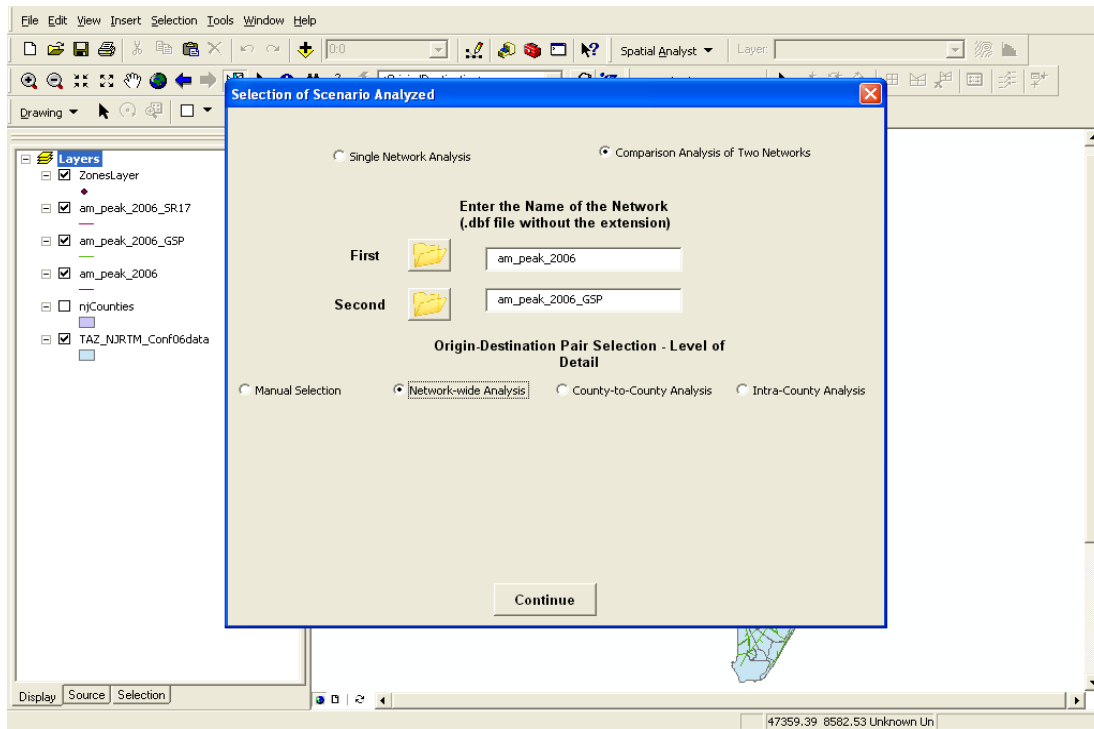 File Edit View Insert Selection Tools Window Help
0:0 Spatial Analyst Layer:
Drawing
Selection of Scenario Analyzed
Single Network Analysis Comparison Analysis of Two Networks
Enter the Name of the Network
(.dbf file without the extension)
First am_peak_2006
Second am_peak_2006_GSP
Origin-Destination Pair Selection - Level of
Detail
Manual Selection Network-wide Analysis County-to-County Analysis Intra-County Analysis
Continue
Layers
ZonesLayer
am_peak_2006_SR17
am_peak_2006_GSP
am_peak_2006
njCounties
TAZ_NJRTM_Conf06data
Display Source Selection
47359.39 8582.53 Unknown Un